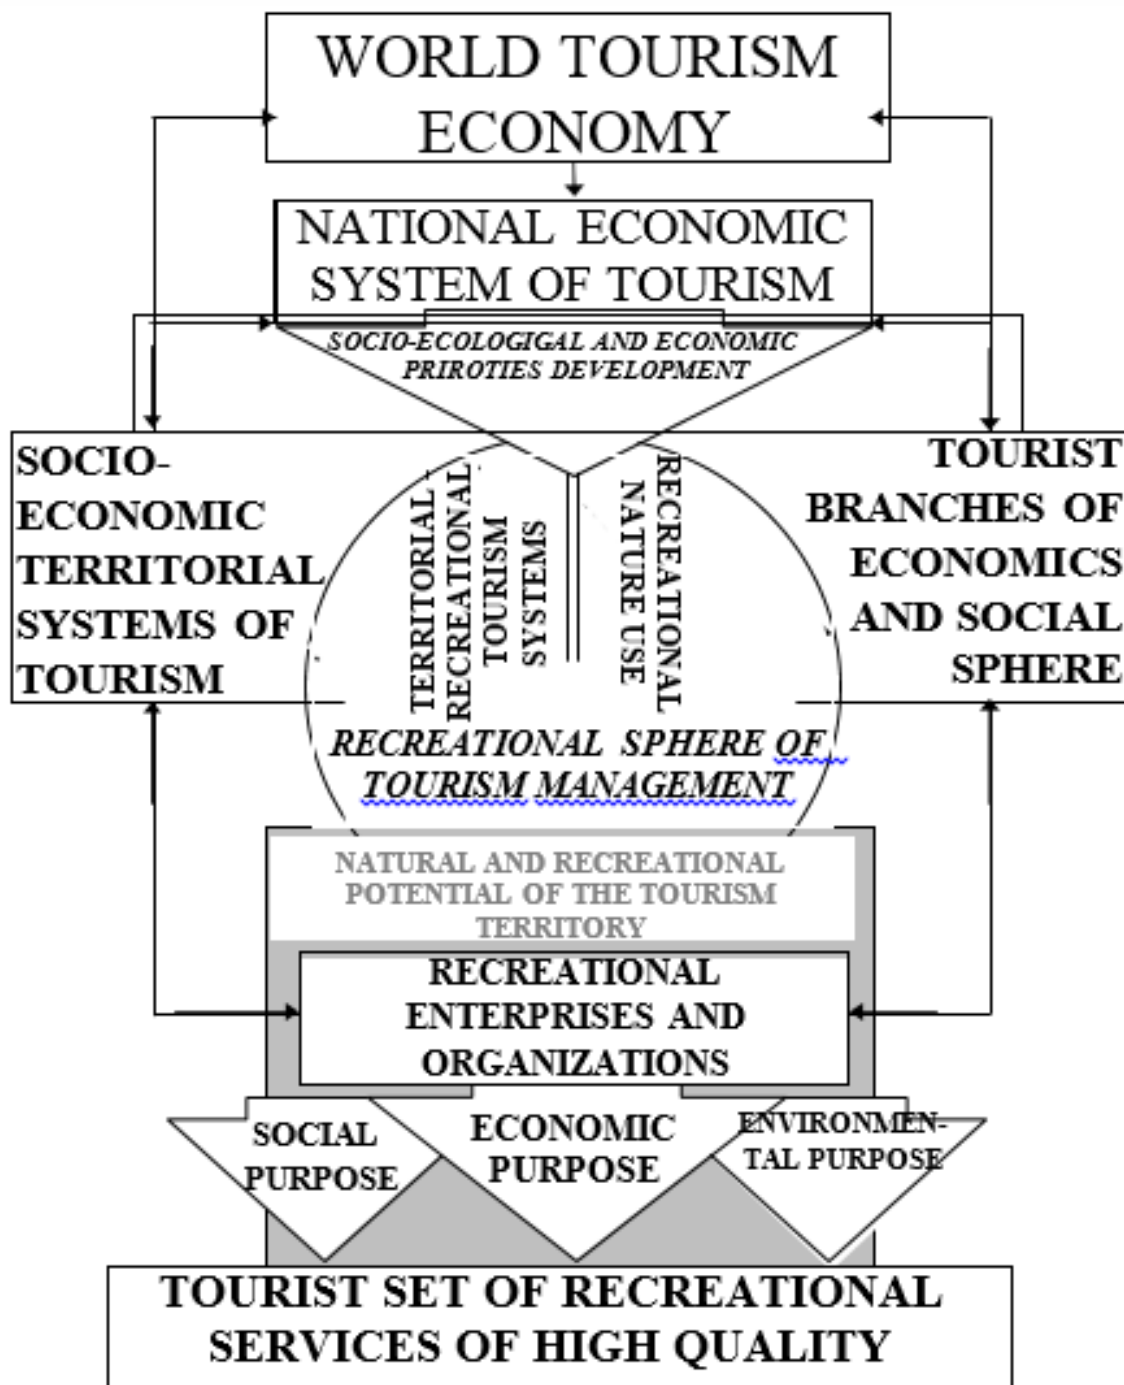 WORLD TOURISM
ECONOMY
NATIONAL ECONOMIC
SYSTEM OF TOURISM
SOCIO-ECOLOGIGAL AND ECONOMIC
PRIROTIES DEVELOPMENT
SOCIO-
ECONOMIC
TERRITORIAL
SYSTEMS OF
TOURISM
TERRITORIAL
RECREATIONAL
TOURISM
SYSTEMS
RECREATIONAL
NATURE USE
TOURIST
BRANCHES OF
ECONOMICS
AND SOCIAL
SPHERE
RECREATIONAL SPHERE OF
TOURISM MANAGEMENT
NATURAL AND RECREATIONAL
POTENTIAL OF THE TOURISM
TERRITORY
RECREATIONAL
ENTERPRISES AND
ORGANIZATIONS
SOCIAL
PURPOSE
ECONOMIC
PURPOSE
ENVIRONMEN-
TAL PURPOSE
TOURIST SET OF RECREATIONAL
SERVICES OF HIGH QUALITY